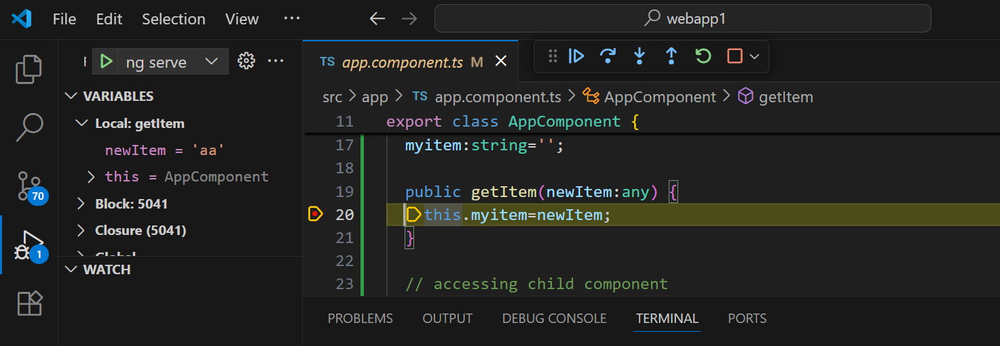 File Edit Selection View ··· webapp1
ng serve
TS app.component.ts M
VARIABLES
Local: getItem
newItem = 'aa'
this = AppComponent
Block: 5041
Closure (5041)
Global
WATCH
70
1
src > app > TS app.component.ts > AppComponent > getItem
11 export class AppComponent {
17 myitem:string='';
18
19 public getItem(newItem:any) {
20 this.myitem=newItem;
21 }
22
23 // accessing child component
PROBLEMS OUTPUT DEBUG CONSOLE TERMINAL PORTS